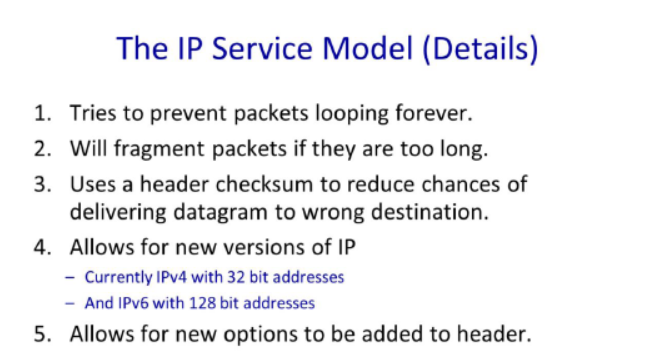 The IP Service Model (Details)
1. Tries to prevent packets looping forever.
2. Will fragment packets if they are too long.
3. Uses a header checksum to reduce chances of
delivering datagram to wrong destination.
4. Allows for new versions of IP
– Currently IPv4 with 32 bit addresses
– And IPv6 with 128 bit addresses
5. Allows for new options to be added to header.